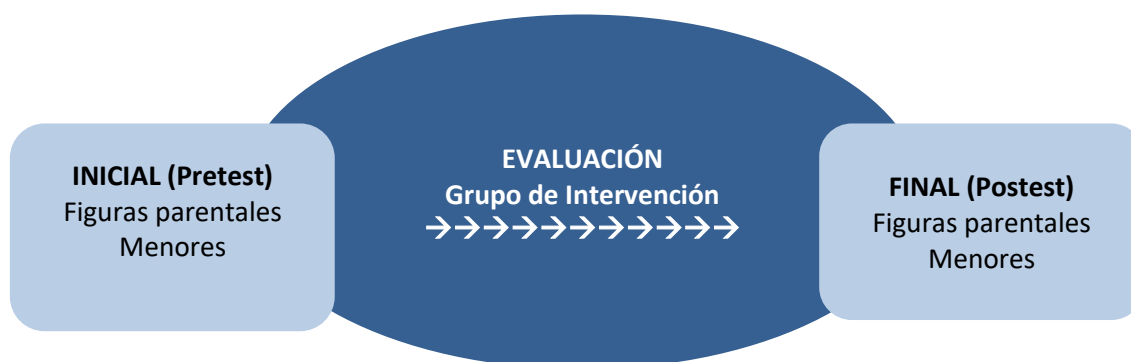 INICIAL (Pretest)
Figuras parentales
Menores
EVALUACIÓN
Grupo de Intervención
→→→→→→→→→→→
FINAL (Postest)
Figuras parentales
Menores